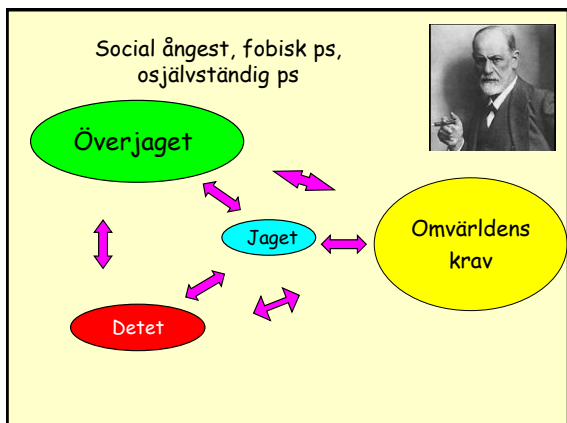 Social ångest, fobisk ps,
osjälvständig ps
Överjaget
Jaget
Omvärldens
krav
Detet